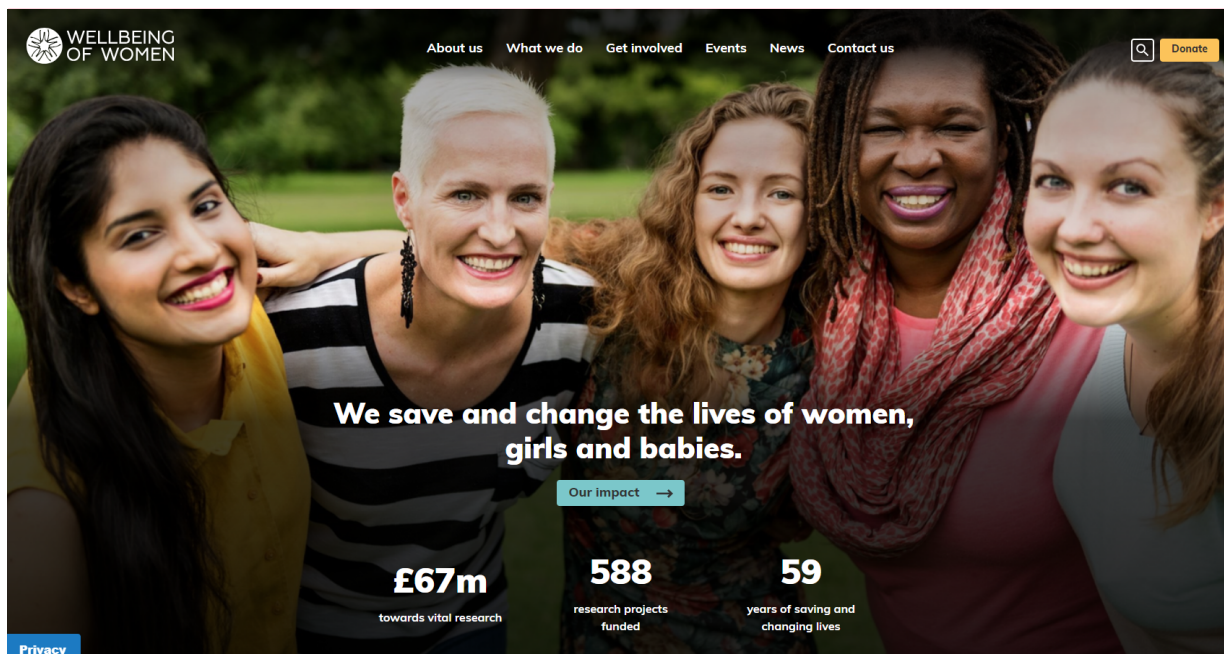 WELLBEING
OF WOMEN
About us What we do Get involved Events News Contact us
Donate
We save and change the lives of women,
girls and babies.
Our impact →
£67m
towards vital research
588
research projects
funded
59
years of saving and
changing lives
Privacy